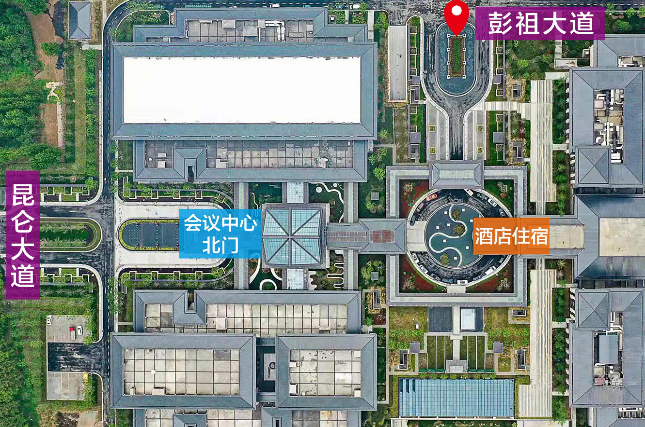 彭祖大道
昆仑大道
会议中心
北门
酒店住宿